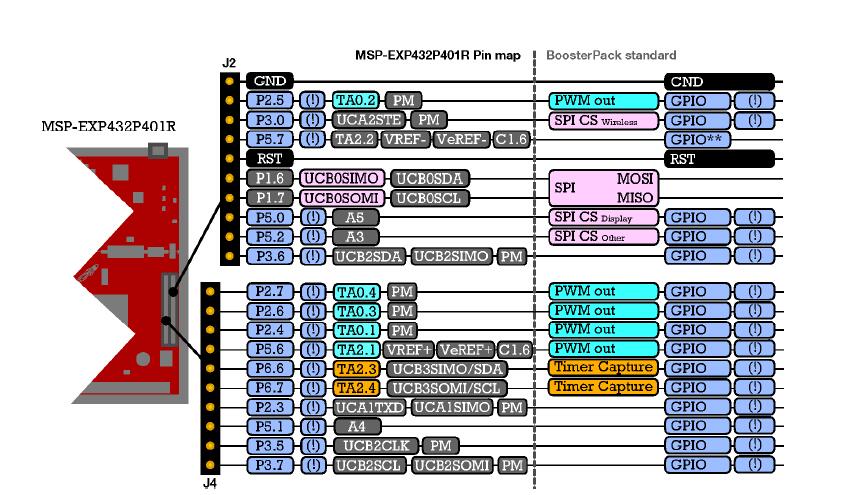 MSP-EXP432P401R Pin map BoosterPack standard
MSP-EXP432P401R
J2
GND GND
P2.5 (!) TA0.2 PM PWM out GPIO (!)
P3.0 (!) UCA2STE PM SPI CS Wireless GPIO (!)
P5.7 (!) TA2.2 VREF- VeREF- C1.6 GPIO**
RST RST
P1.6 UCB0SIMO UCB0SDA SPI MOSI
P1.7 UCB0SOMI UCB0SCL MISO
P5.0 (!) A5 SPI CS Display GPIO (!)
P5.2 (!) A3 SPI CS Other GPIO (!)
P3.6 (!) UCB2SDA UCB2SIMO PM GPIO (!)
P2.7 (!) TA0.4 PM PWM out GPIO (!)
P2.6 (!) TA0.3 PM PWM out GPIO (!)
P2.4 (!) TA0.1 PM PWM out GPIO (!)
P5.6 (!) TA2.1 VREF+ VeREF+ C1.6 PWM out GPIO (!)
P6.6 (!) TA2.3 UCB3SIMO/SDA Timer Capture GPIO (!)
P6.7 (!) TA2.4 UCB3SOMI/SCL Timer Capture GPIO (!)
P2.3 (!) UCA1TXD UCA1SIMO PM GPIO (!)
P5.1 (!) A4 GPIO (!)
P3.5 (!) UCB2CLK PM GPIO (!)
P3.7 (!) UCB2SCL UCB2SOMI PM GPIO (!)
J4